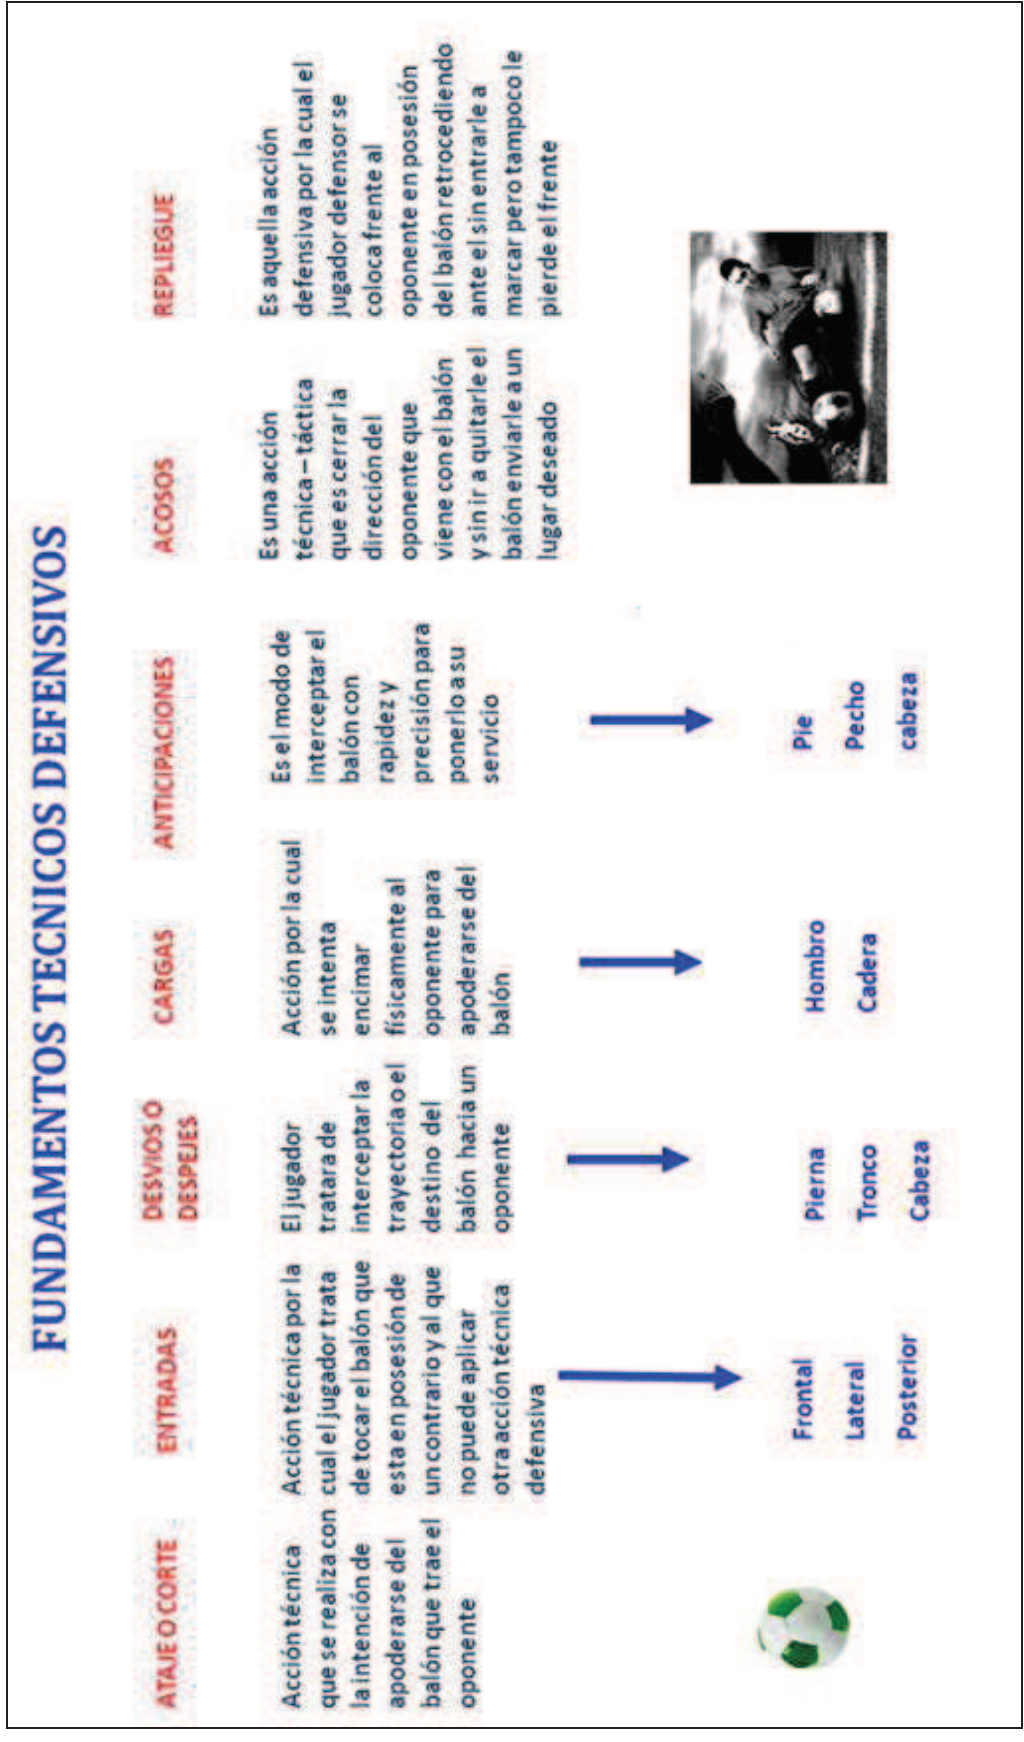 FUNDAMENTOS TECNICOS DEFENSIVOS
ATAJE O CORTE
Acción técnica
que se realiza con
la intención de
apoderarse del
balón que trae el
oponente
ENTRADAS
Acción técnica por la
cual el jugador trata
de tocar el balón que
esta en posesión de
un contrario y al que
no puede aplicar
otra acción técnica
defensiva
Frontal
Lateral
Posterior
DESVIOS O
DESPEJES
El jugador
tratara de
interceptar la
trayectoria o el
destino del
balón hacia un
oponente
Pierna
Tronco
Cabeza
CARGAS
Acción por la cual
se intenta
encimar
físicamente al
oponente para
apoderarse del
balón
Hombro
Cadera
ANTICIPACIONES
Es el modo de
interceptar el
balón con
rapidez y
precisión para
ponerlo a su
servicio
Pie
Pecho
cabeza
ACOSOS
Es una acción
técnica – táctica
que es cerrar la
dirección del
oponente que
viene con el balón
y sin ir a quitarle el
balón enviarle a un
lugar deseado
REPLIEGUE
Es aquella acción
defensiva por la cual el
jugador defensor se
coloca frente al
oponente en posesión
del balón retrocediendo
ante el sin entrarle a
marcar pero tampoco le
pierde el frente